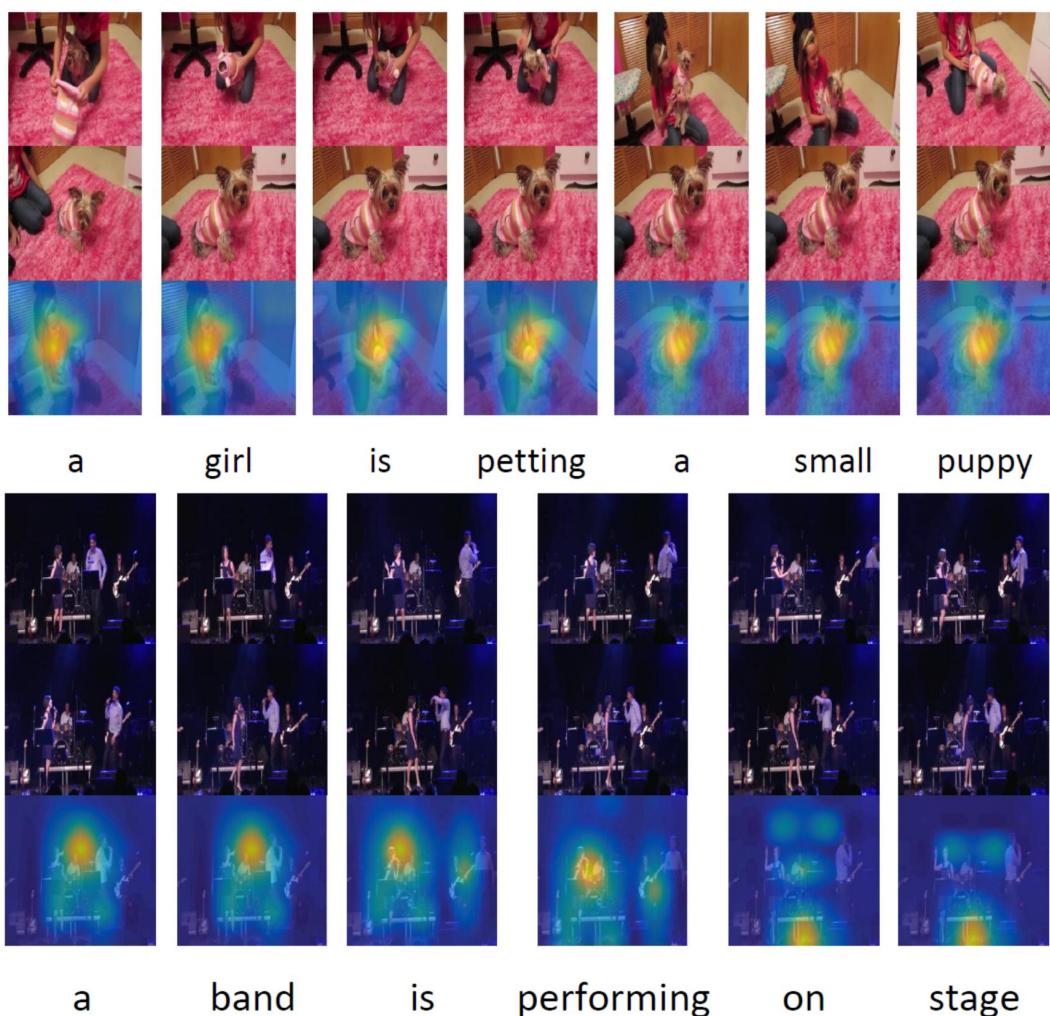 a girl is petting a small puppy
a band is performing on stage